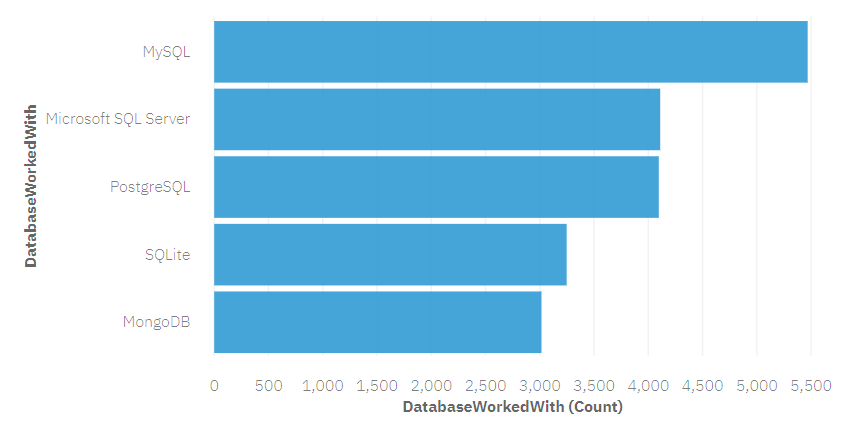 DatabaseWorkedWith
MySQL
Microsoft SQL Server
PostgreSQL
SQLite
MongoDB
0 500 1,000 1,500 2,000 2,500 3,000 3,500 4,000 4,500 5,000 5,500
DatabaseWorkedWith (Count)